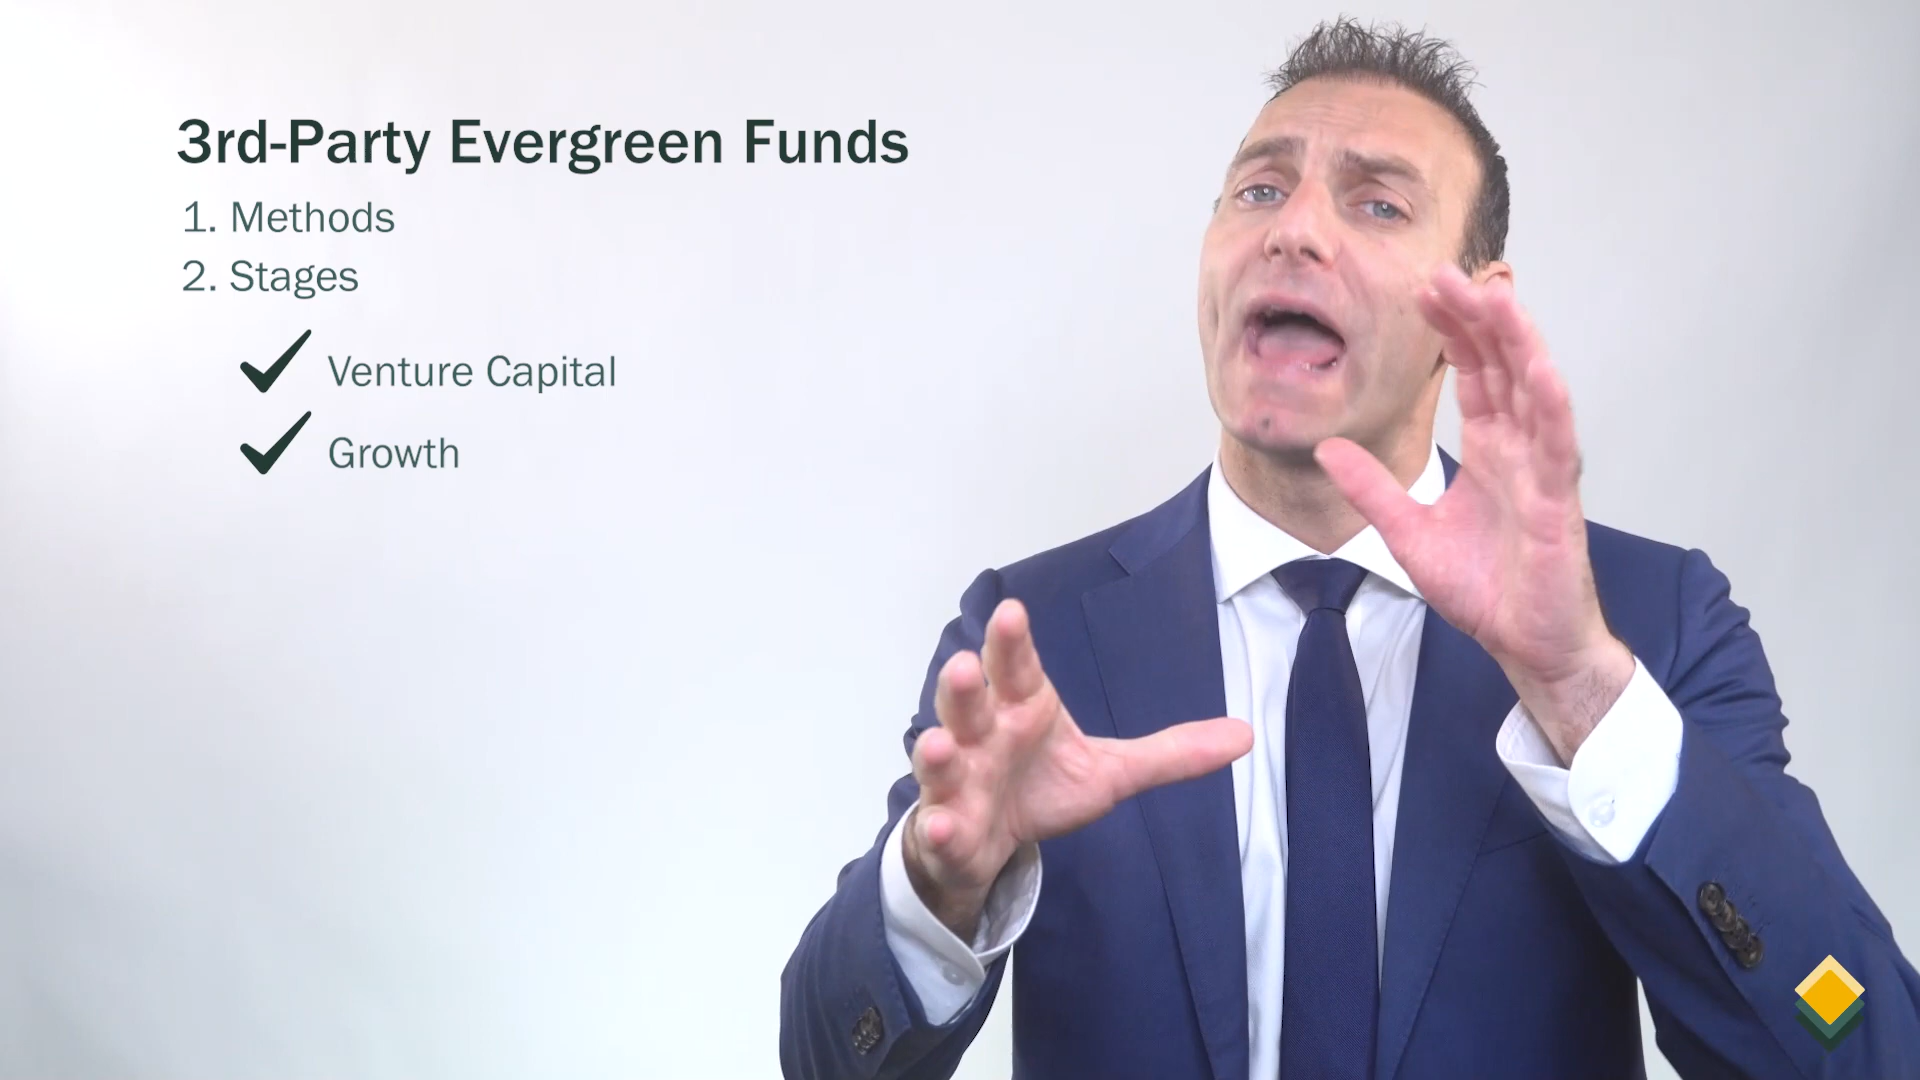 3rd-Party Evergreen Funds
1. Methods
2. Stages
Venture Capital
Growth